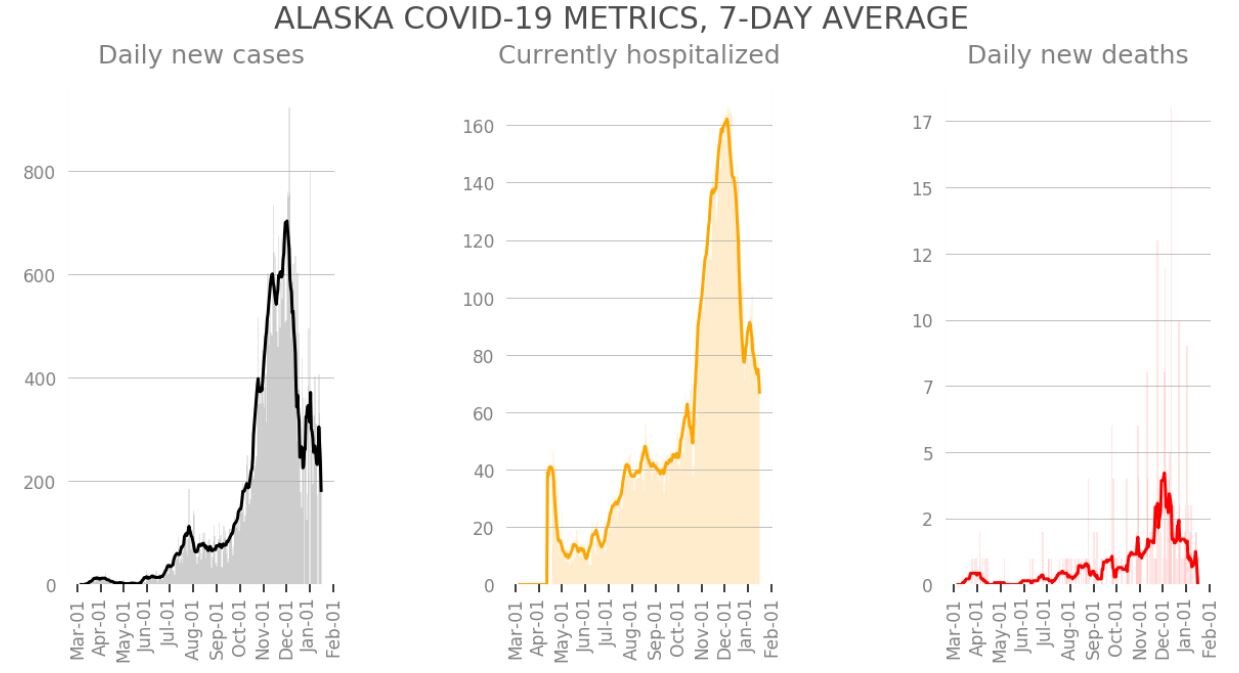 ALASKA COVID-19 METRICS, 7-DAY AVERAGE
Daily new cases
800
600
400
200
0
Mar-01
Apr-01
May-01
Jun-01
Jul-01
Aug-01
Sep-01
Oct-01
Nov-01
Dec-01
Jan-01
Feb-01
Currently hospitalized
160
140
120
100
80
60
40
20
0
Mar-01
Apr-01
May-01
Jun-01
Jul-01
Aug-01
Sep-01
Oct-01
Nov-01
Dec-01
Jan-01
Feb-01
Daily new deaths
17
15
12
10
7
5
2
0
Mar-01
Apr-01
May-01
Jun-01
Jul-01
Aug-01
Sep-01
Oct-01
Nov-01
Dec-01
Jan-01
Feb-01